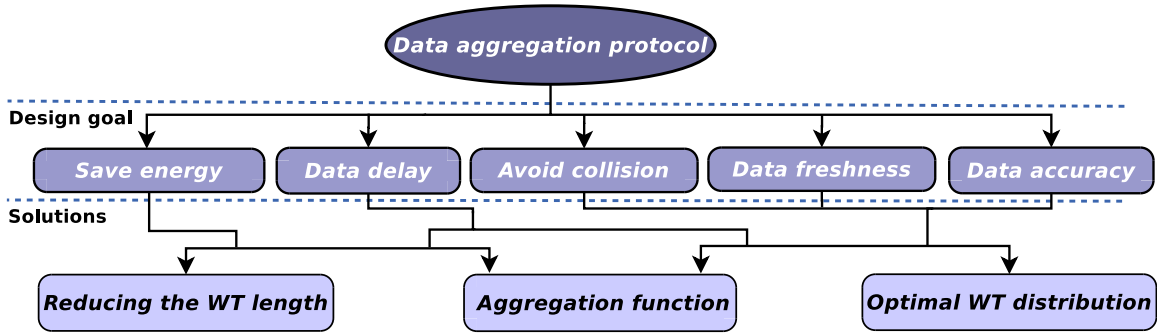 Data aggregation protocol
Design goal
Save energy
Data delay
Avoid collision
Data freshness
Data accuracy
Solutions
Reducing the WT length
Aggregation function
Optimal WT distribution